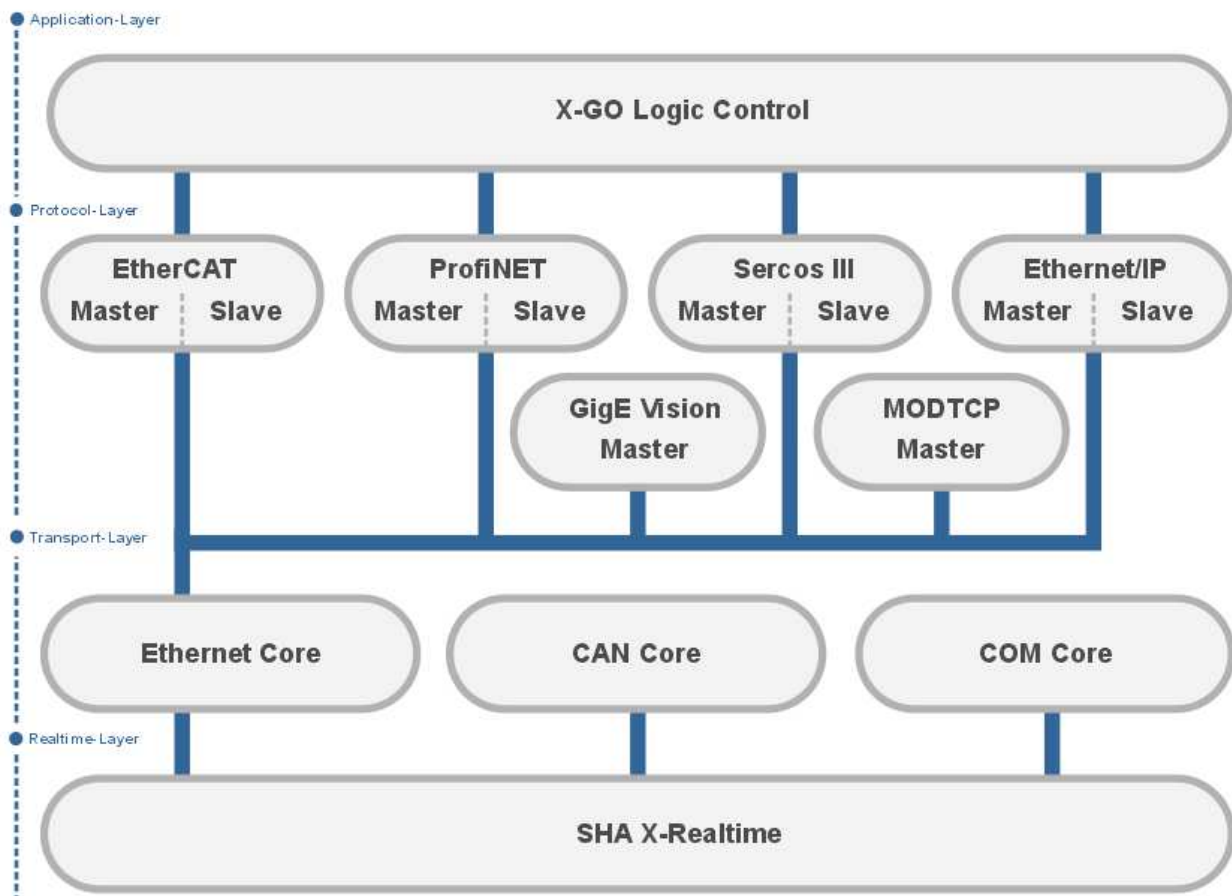 Application-Layer
X-GO Logic Control
Protocol-Layer
EtherCAT
Master Slave
ProfiNET
Master Slave
Sercos III
Master Slave
Ethernet/IP
Master Slave
GigE Vision
Master
MODTCP
Master
Transport-Layer
Ethernet Core
CAN Core
COM Core
Realtime-Layer
SHA X-Realtime